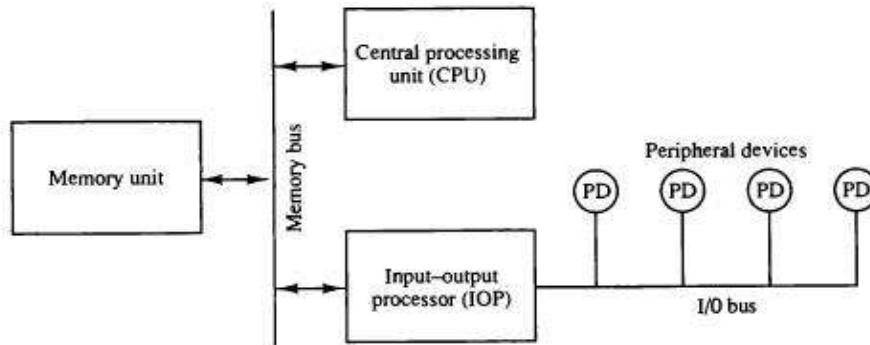 Central processing
unit (CPU)
Memory unit
Memory bus
Peripheral devices
PD
PD
PD
PD
Input–output
processor (IOP)
I/0 bus